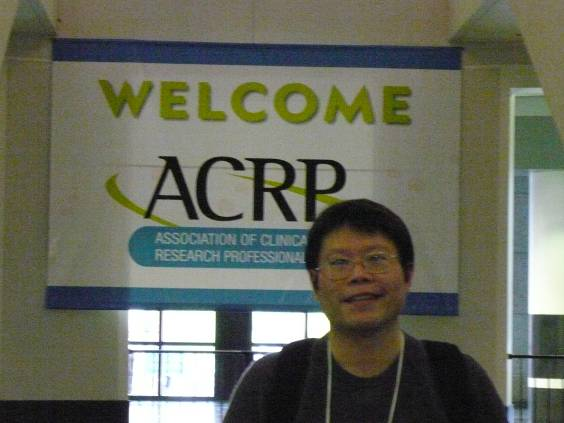 WELCOME
ACRP
ASSOCIATION OF CLINICA
RESEARCH PROFESSIONAL